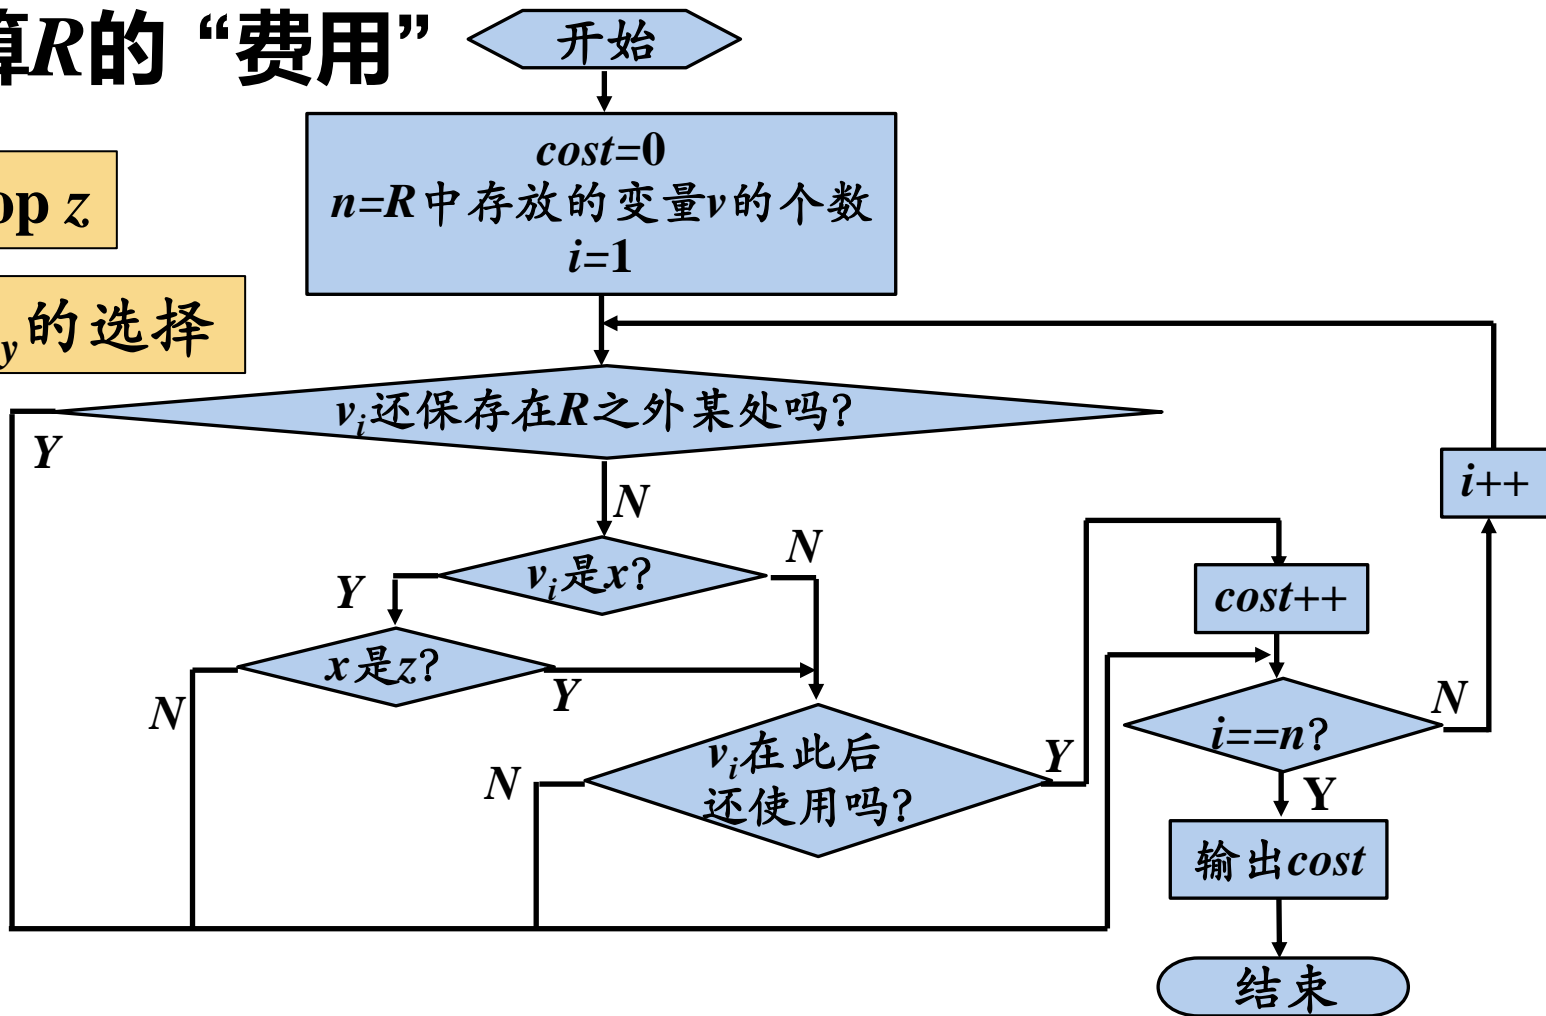 算R的“费用”
开始
op z
cost=0
n=R中存放的变量v的个数
i=1
y的选择
vi还保存在R之外某处吗?
Y
N
i++
vi是x?
N
Y
cost++
x是z?
N
Y
vi在此后
还使用吗?
N
Y
i==n?
N
Y
输出cost
结束